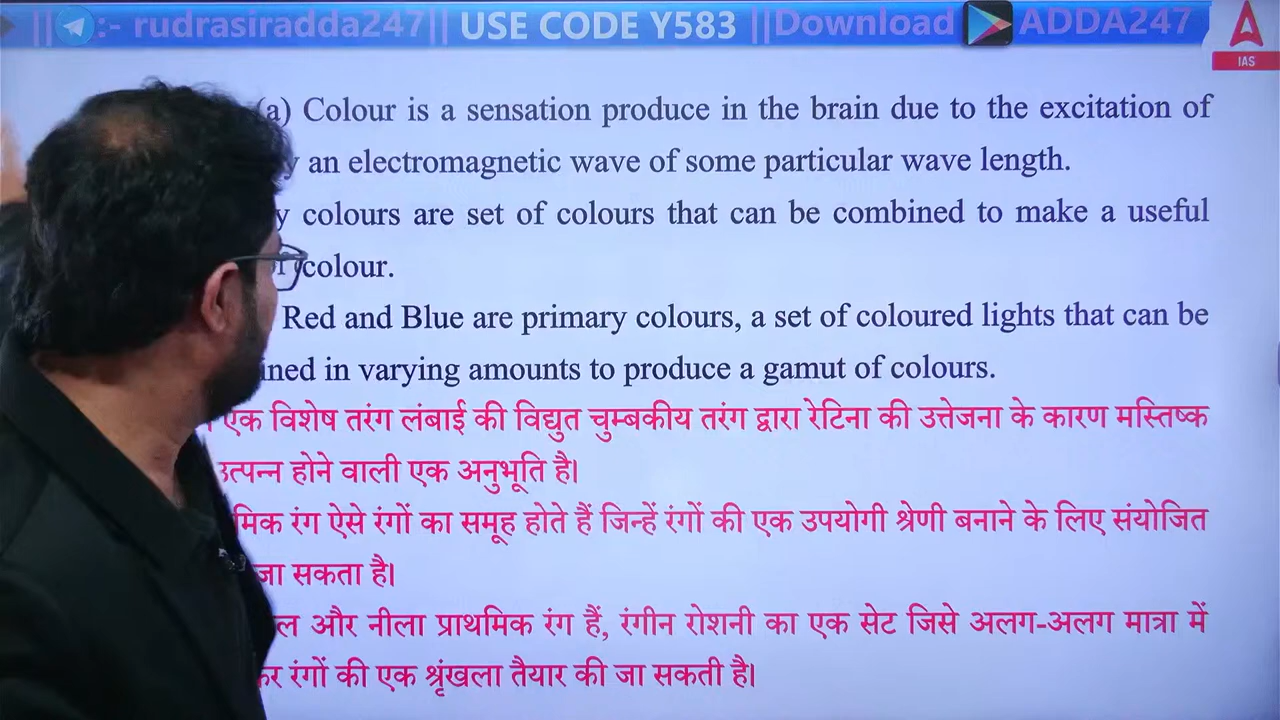 ||:- rudrasiradda247|| USE CODE Y583 ||Download ADDA247
IAS
(a) Colour is a sensation produce in the brain due to the excitation of
y an electromagnetic wave of some particular wave length.
y colours are set of colours that can be combined to make a useful
of colour.
Red and Blue are primary colours, a set of coloured lights that can be
ined in varying amounts to produce a gamut of colours.
एक विशेष तरंग लंबाई की विद्युत चुम्बकीय तरंग द्वारा रेटिना की उत्तेजना के कारण मस्तिष्क
उत्पन्न होने वाली एक अनुभूति है।
मिक रंग ऐसे रंगों का समूह होते हैं जिन्हें रंगों की एक उपयोगी श्रेणी बनाने के लिए संयोजित
जा सकता है।
ल और नीला प्राथमिक रंग हैं, रंगीन रोशनी का एक सेट जिसे अलग-अलग मात्रा में
कर रंगों की एक श्रृंखला तैयार की जा सकती है।